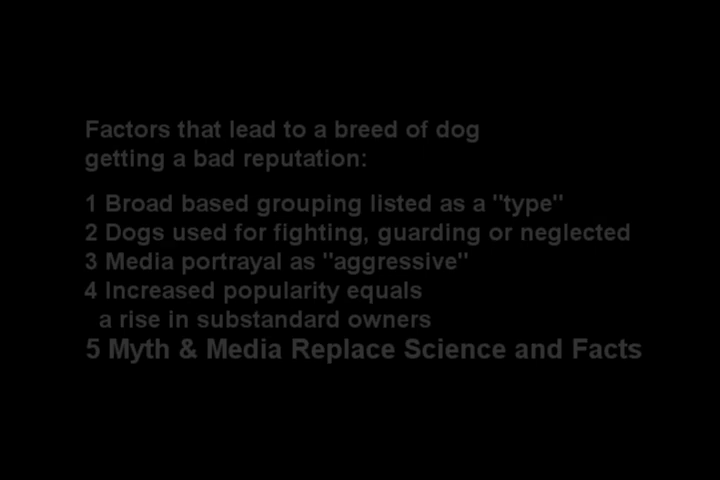 Factors that lead to a breed of dog
getting a bad reputation:
1 Broad based grouping listed as a "type"
2 Dogs used for fighting, guarding or neglected
3 Media portrayal as "aggressive"
4 Increased popularity equals
a rise in substandard owners
5 Myth & Media Replace Science and Facts